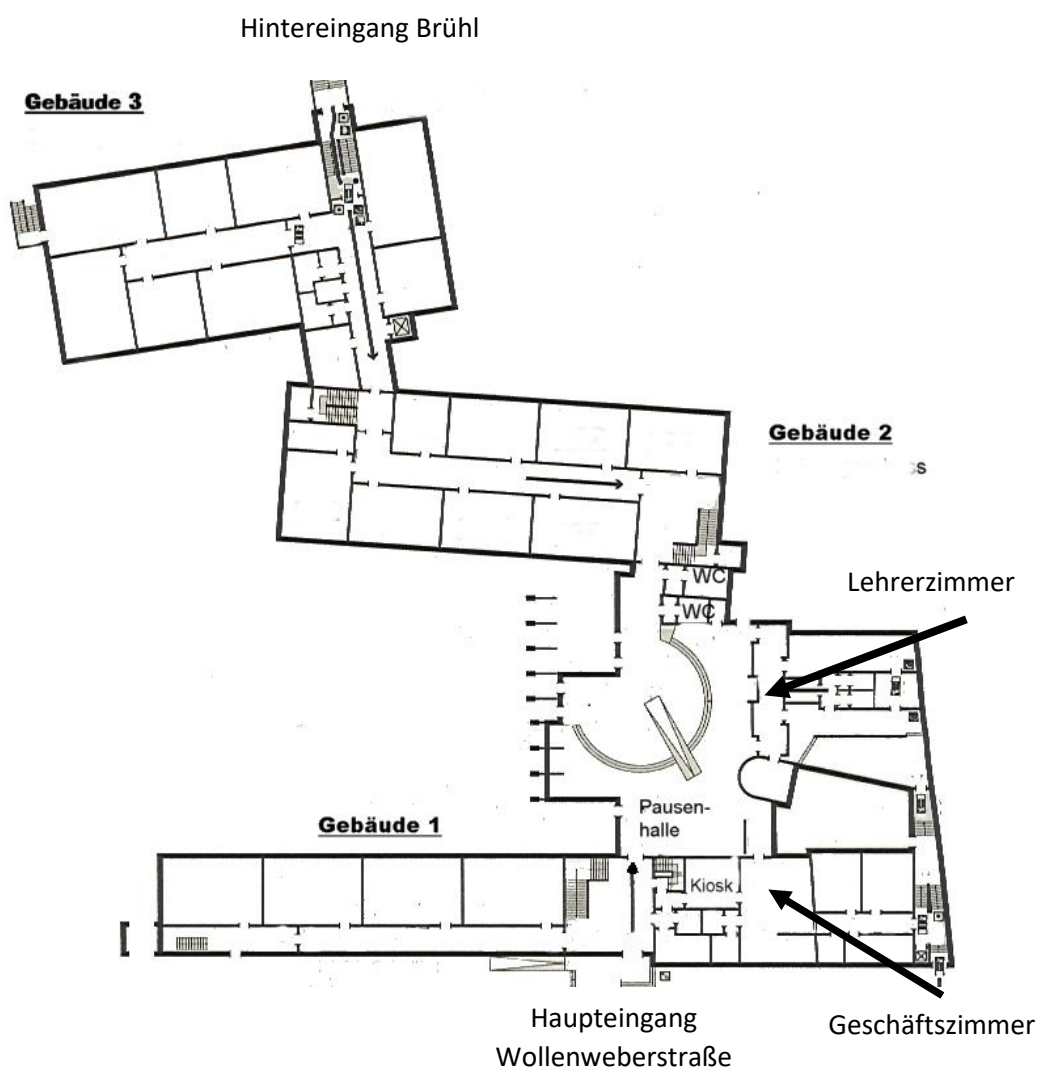 Hintereingang Brühl
Gebäude 3
Gebäude 2
s
Lehrerzimmer
WC
WC
Pausen-
halle
Gebäude 1
Kiosk
Haupteingang
Wollenweberstraße
Geschäftszimmer